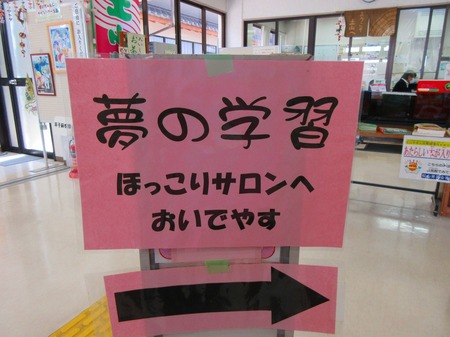 夢の学習
ほっこりサロンへ
おいでやす